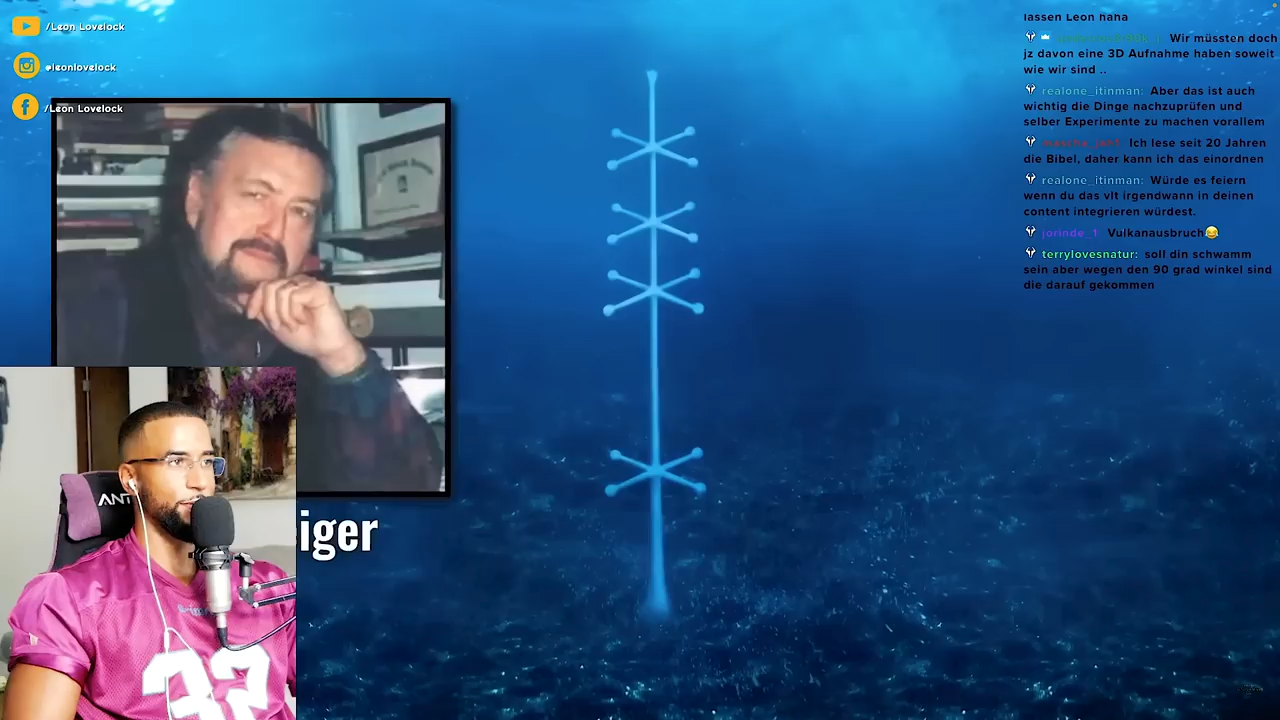 /Leon Lovelock
@leonlovelock
/Leon Lovelock
iger
ANT
32
lassen Leon haha
Wir müssten doch
jz davon eine 3D Aufnahme haben soweit
wie wir sind ..
realone_itinman: Aber das ist auch
wichtig die Dinge nachzuprüfen und
selber Experimente zu machen vorallem
Ich lese seit 20 Jahren
die Bibel, daher kann ich das einordnen
realone_itinman: Würde es feiern
wenn du das vlt irgendwann in deinen
content integrieren würdest.
jorinde_1 Vulkanausbruch😂
terrylovesnatur: soll din schwamm
sein aber wegen den 90 grad winkel sind
die darauf gekommen